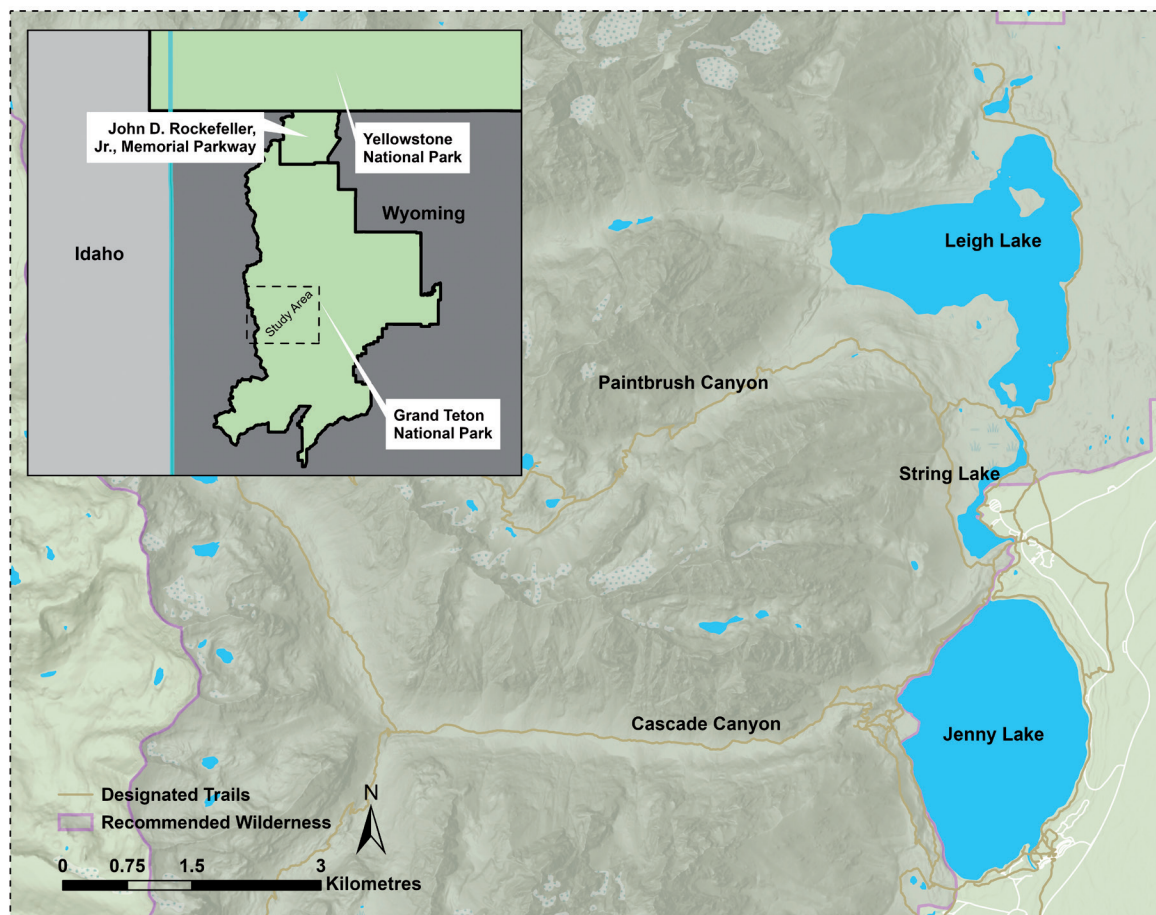 John D. Rockefeller,
Jr., Memorial Parkway
Yellowstone
National Park
Wyoming
Idaho
Study Area
Grand Teton
National Park
Leigh Lake
Paintbrush Canyon
String Lake
Cascade Canyon
Jenny Lake
Designated Trails
Recommended Wilderness
N
0 0.75 1.5 3
Kilometres